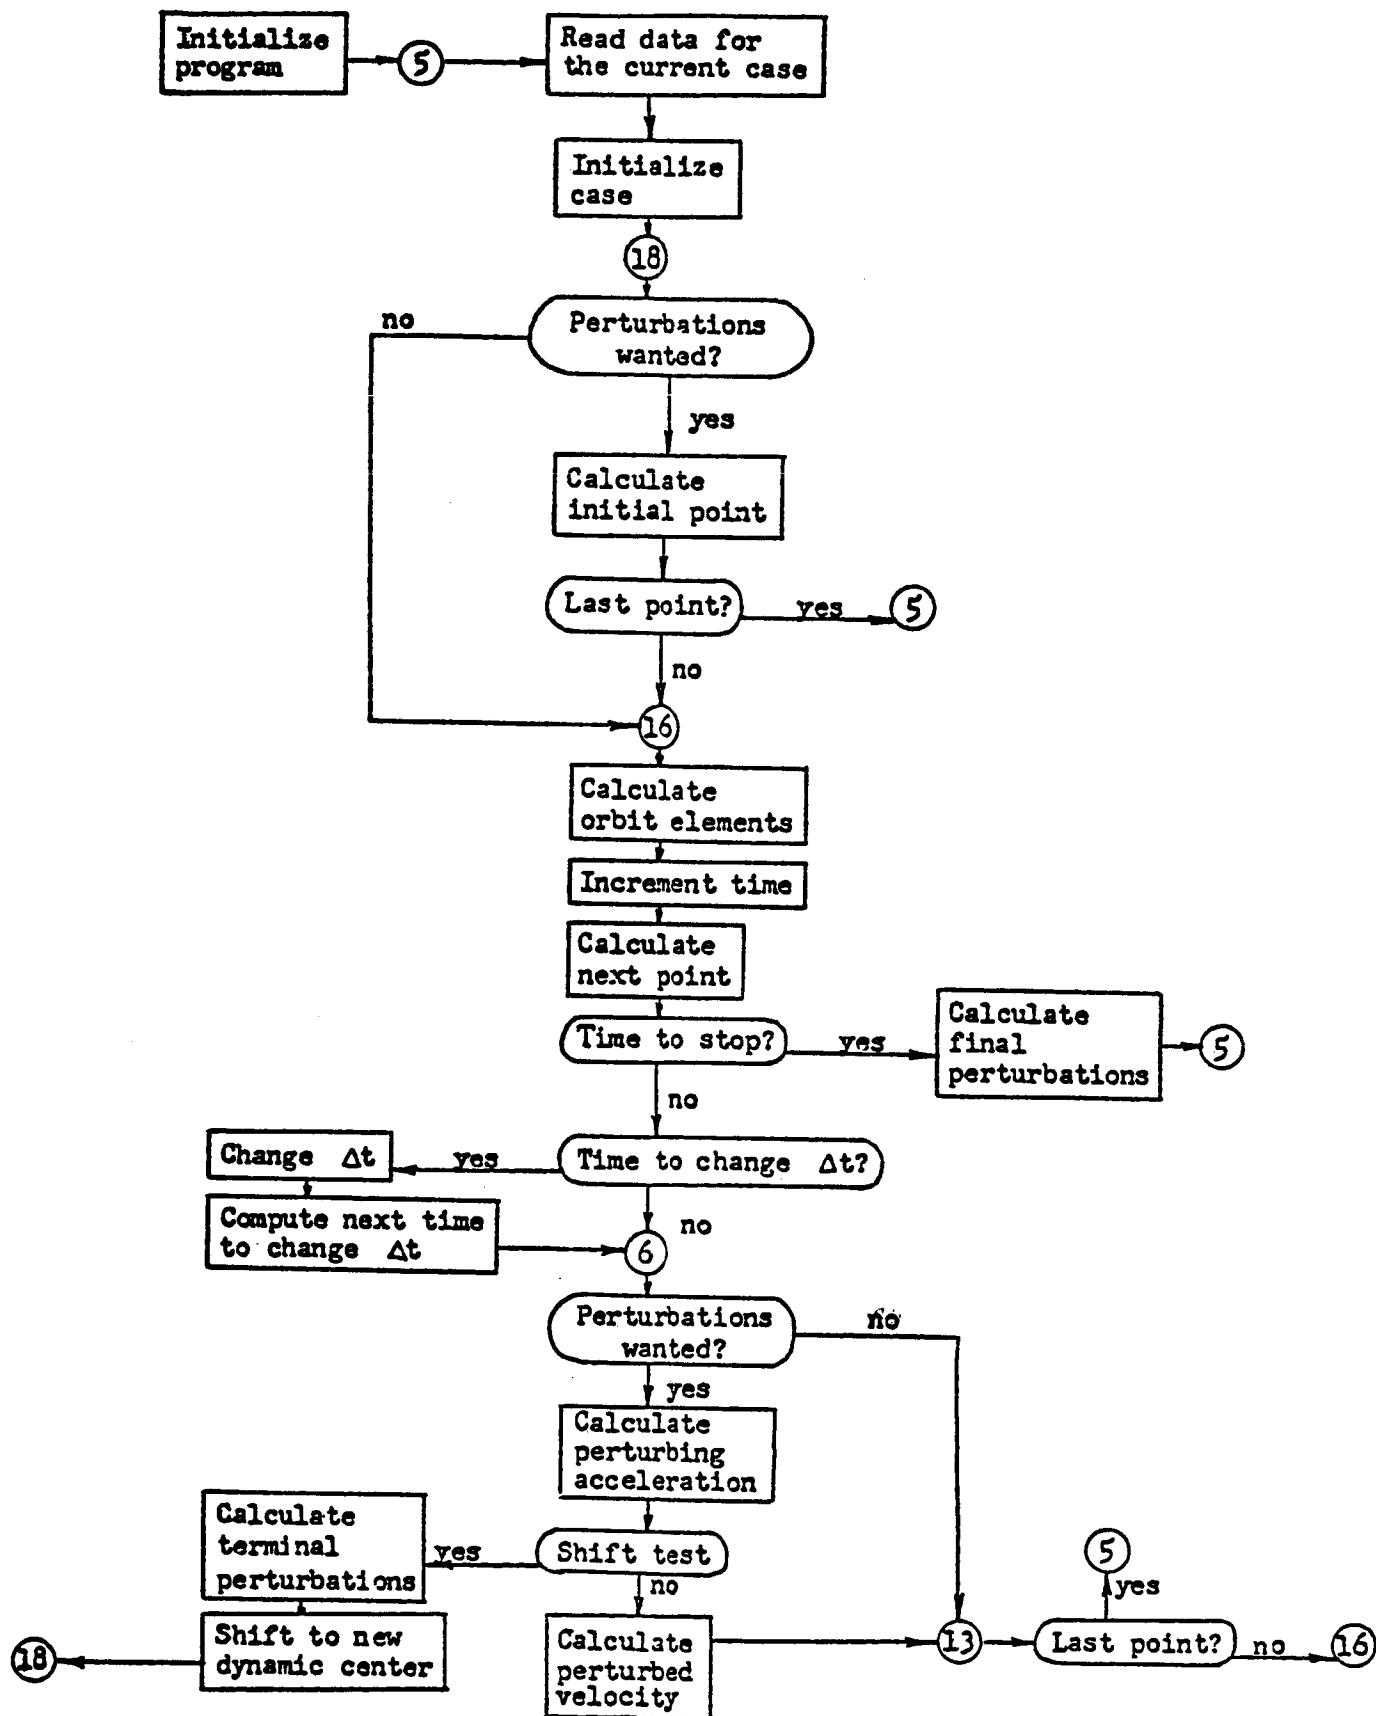 Initialize
program
5
Read data for
the current case
Initialize
case
18
no
Perturbations
wanted?
yes
Calculate
initial point
Last point?
yes
5
no
16
Calculate
orbit elements
Increment time
Calculate
next point
Time to stop?
yes
Calculate
final
perturbations
5
no
Change Δt
yes
Time to change Δt?
Compute next time
to change Δt
no
6
Perturbations
wanted?
no
yes
Calculate
perturbing
acceleration
Calculate
terminal
perturbations
yes
Shift test
no
5
yes
18
Shift to new
dynamic center
Calculate
perturbed
velocity
13
Last point?
no
16